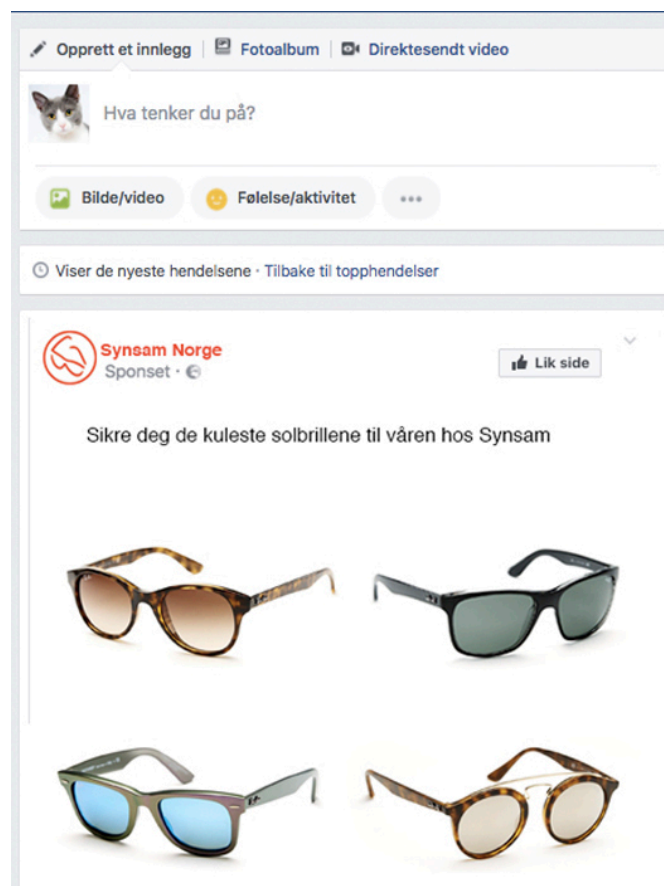 Opprett et innlegg | Fotoalbum | Direktesendt video
Hva tenker du på?
Bilde/video Følelse/aktivitet
Viser de nyeste hendelsene · Tilbake til topphendelser
Synsam Norge
Sponset ·
Lik side
Sikre deg de kuleste solbrillene til våren hos Synsam